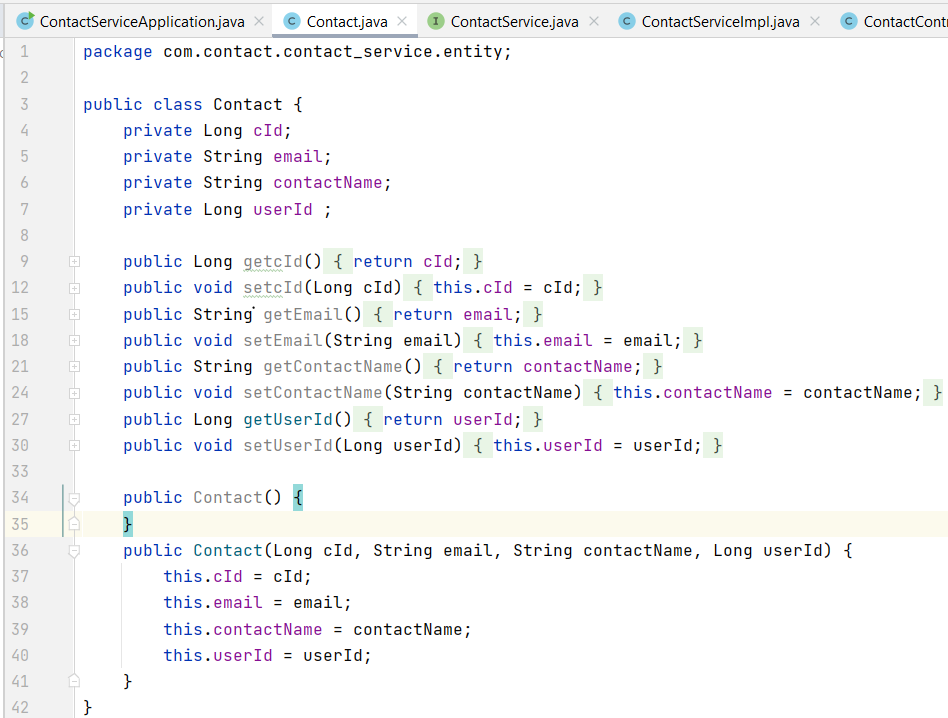 ContactServiceApplication.java × Contact.java × ContactService.java × ContactServiceImpl.java ×
1 package com.contact.contact_service.entity;
2
3 public class Contact {
4 private Long cId;
5 private String email;
6 private String contactName;
7 private Long userId ;
8
9 public Long getcId() { return cId; }
12 public void setcId(Long cId) { this.cId = cId; }
15 public String getEmail() { return email; }
18 public void setEmail(String email) { this.email = email; }
21 public String getContactName() { return contactName; }
24 public void setContactName(String contactName) { this.contactName = contactName; }
27 public Long getUserId() { return userId; }
30 public void setUserId(Long userId) { this.userId = userId; }
33
34 public Contact() {
35 }
36 public Contact(Long cId, String email, String contactName, Long userId) {
37 this.cId = cId;
38 this.email = email;
39 this.contactName = contactName;
40 this.userId = userId;
41 }
42 }